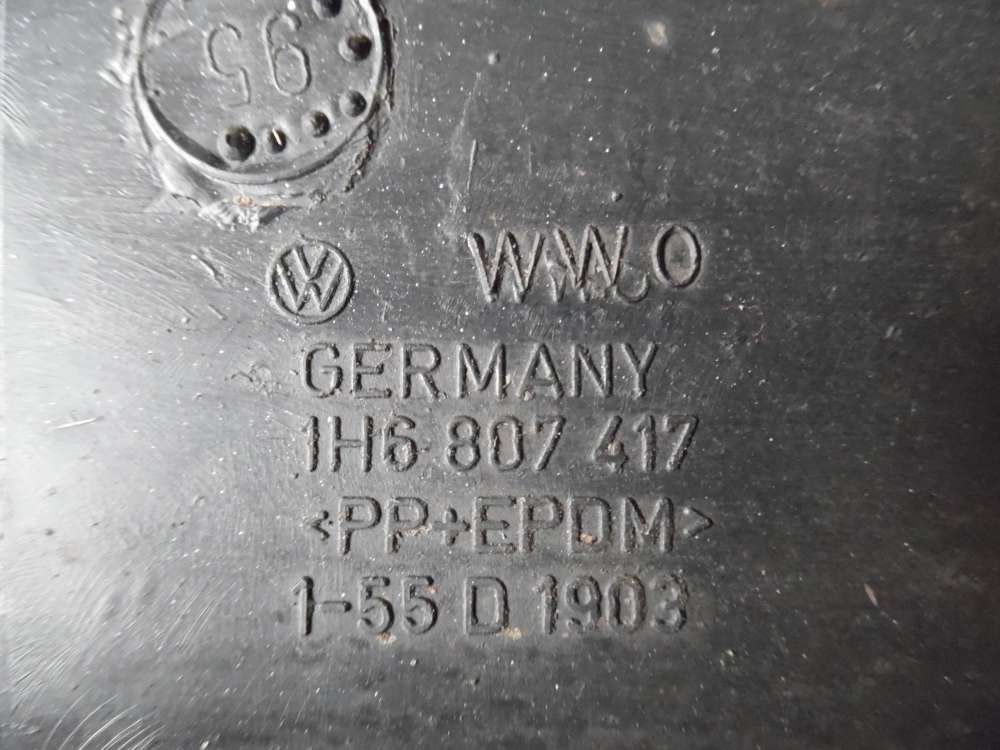 95
VW WWO
GERMANY
1H6 807 417
>PP+EPDM<
1-55 D 1903